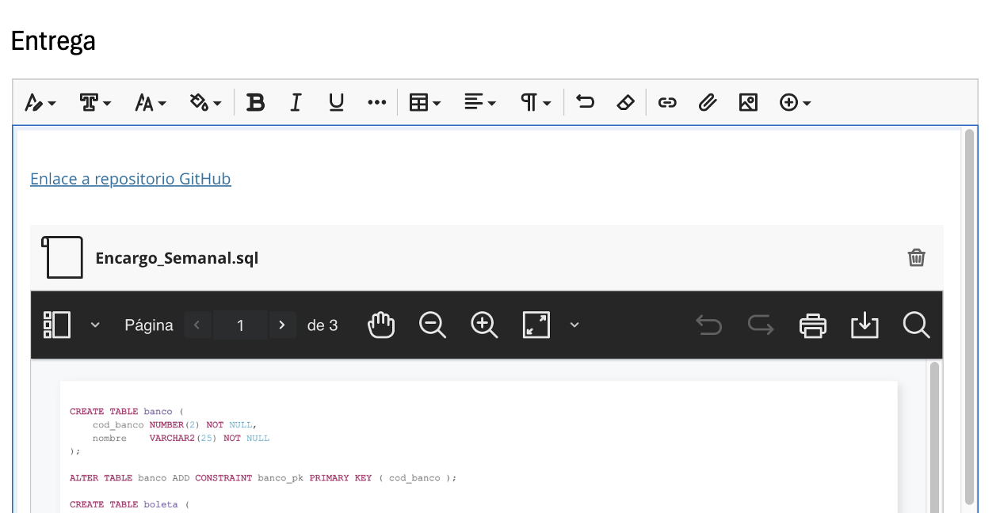 Entrega
Enlace a repositorio GitHub
Encargo_Semanal.sql
Página 1 de 3
CREATE TABLE banco (
    cod_banco NUMBER(2) NOT NULL,
    nombre    VARCHAR2(25) NOT NULL
);
ALTER TABLE banco ADD CONSTRAINT banco_pk PRIMARY KEY ( cod_banco );
CREATE TABLE boleta (